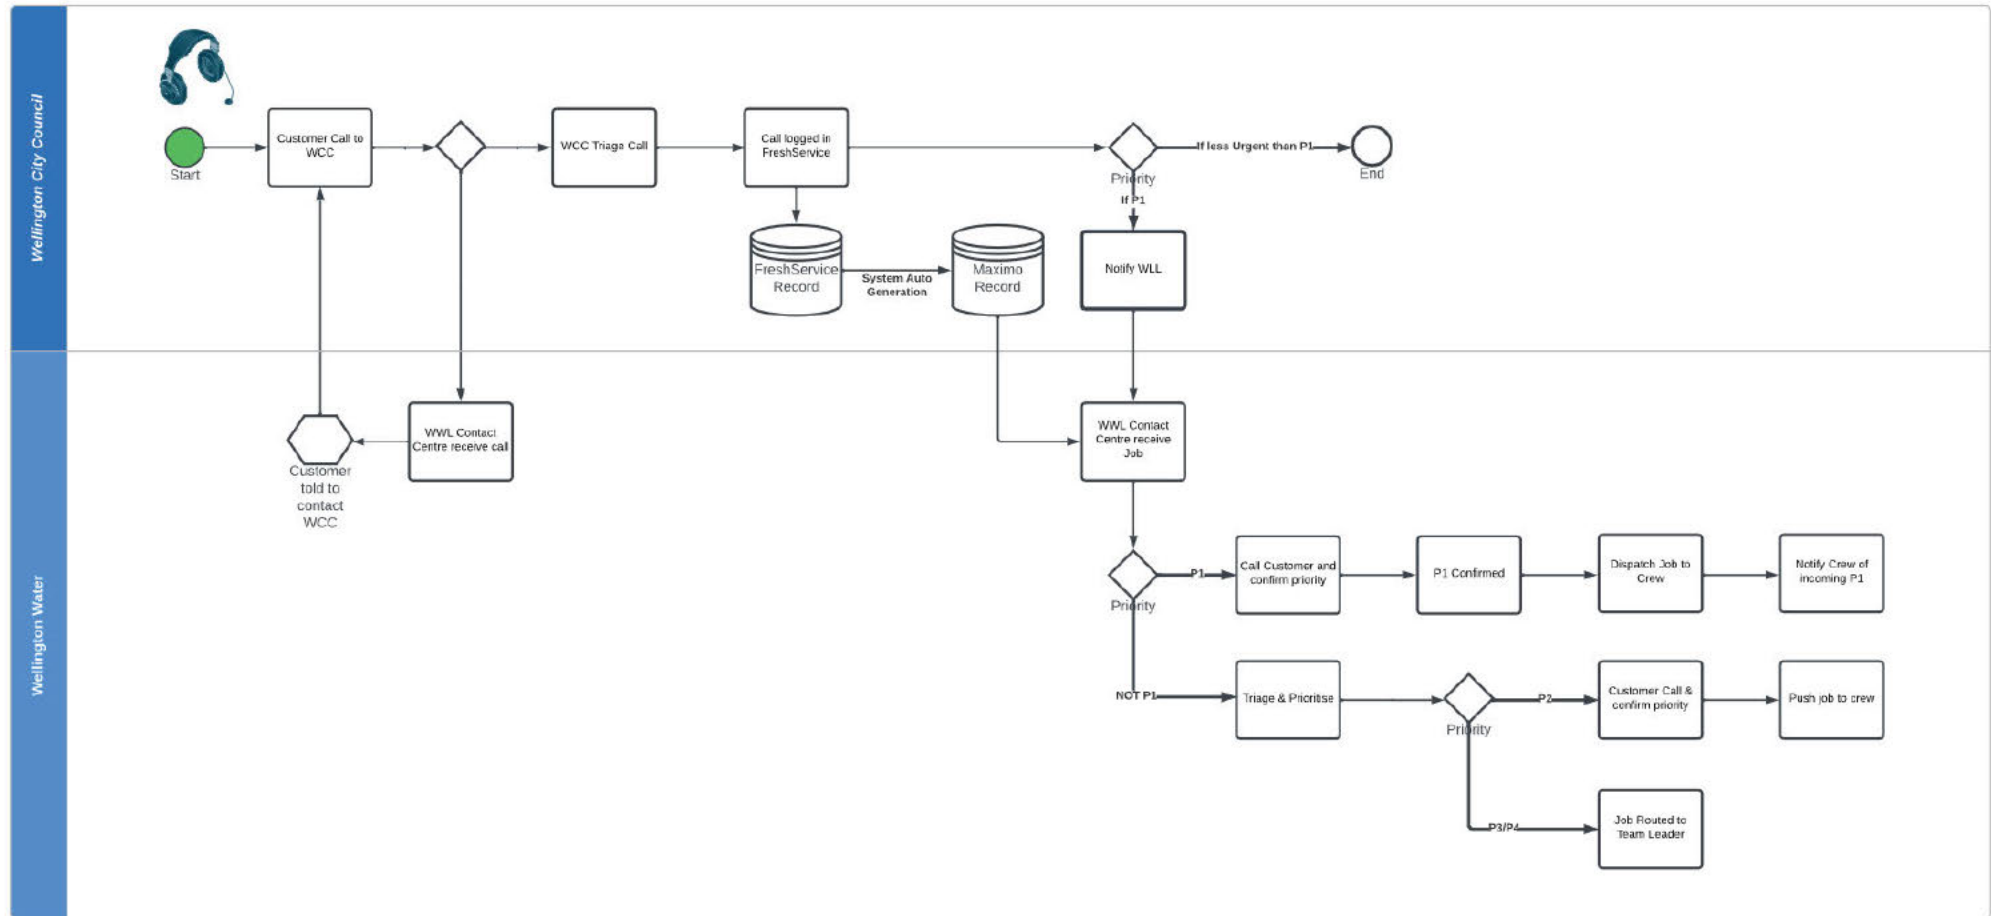 Wellington City Council
Start
Customer Call to
WCC
WCC Triage Call
Call logged in
FreshService
Priority
If less Urgent than P1
End
If P1
FreshService
Record
System Auto
Generation
Maximo
Record
Notify WLL
Wellington Water
Customer
told to
contact
WCC
WWL Contact
Centre receive call
WWL Contact
Centre receive
Job
Priority
P1
Call Customer and
confirm priority
P1 Confirmed
Dispatch Job to
Crew
Notify Crew of
incoming P1
NOT P1
Triage & Prioritise
Priority
P2
Customer Call &
confirm priority
Push job to crew
P3/P4
Job Routed to
Team Leader